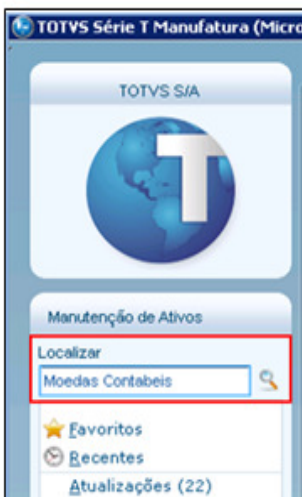 TOTVS Série T Manufatura (Micro
TOTVS S/A
T
Manutenção de Ativos
Localizar
Moedas Contabeis
Favoritos
Recentes
Atualizações (22)